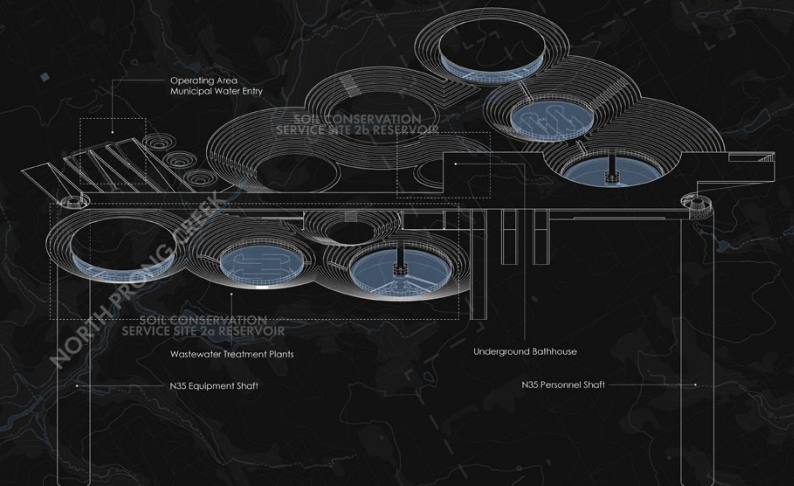 Operating Area
Municipal Water Entry
SOIL CONSERVATION
SERVICE SITE 2b RESERVOIR
NORTH PRONG CREEK
SOIL CONSERVATION
SERVICE SITE 2a RESERVOIR
Wastewater Treatment Plants
Underground Bathhouse
N35 Equipment Shaft
N35 Personnel Shaft